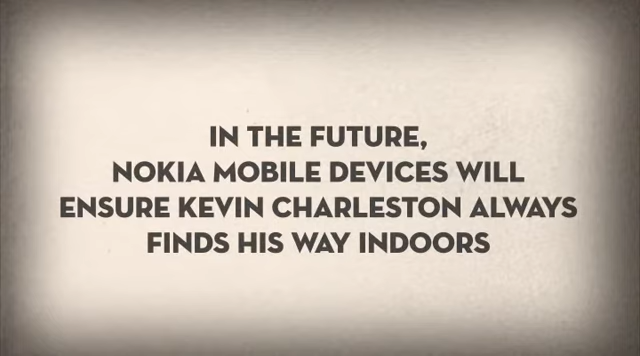 IN THE FUTURE,
NOKIA MOBILE DEVICES WILL
ENSURE KEVIN CHARLESTON ALWAYS
FINDS HIS WAY INDOORS